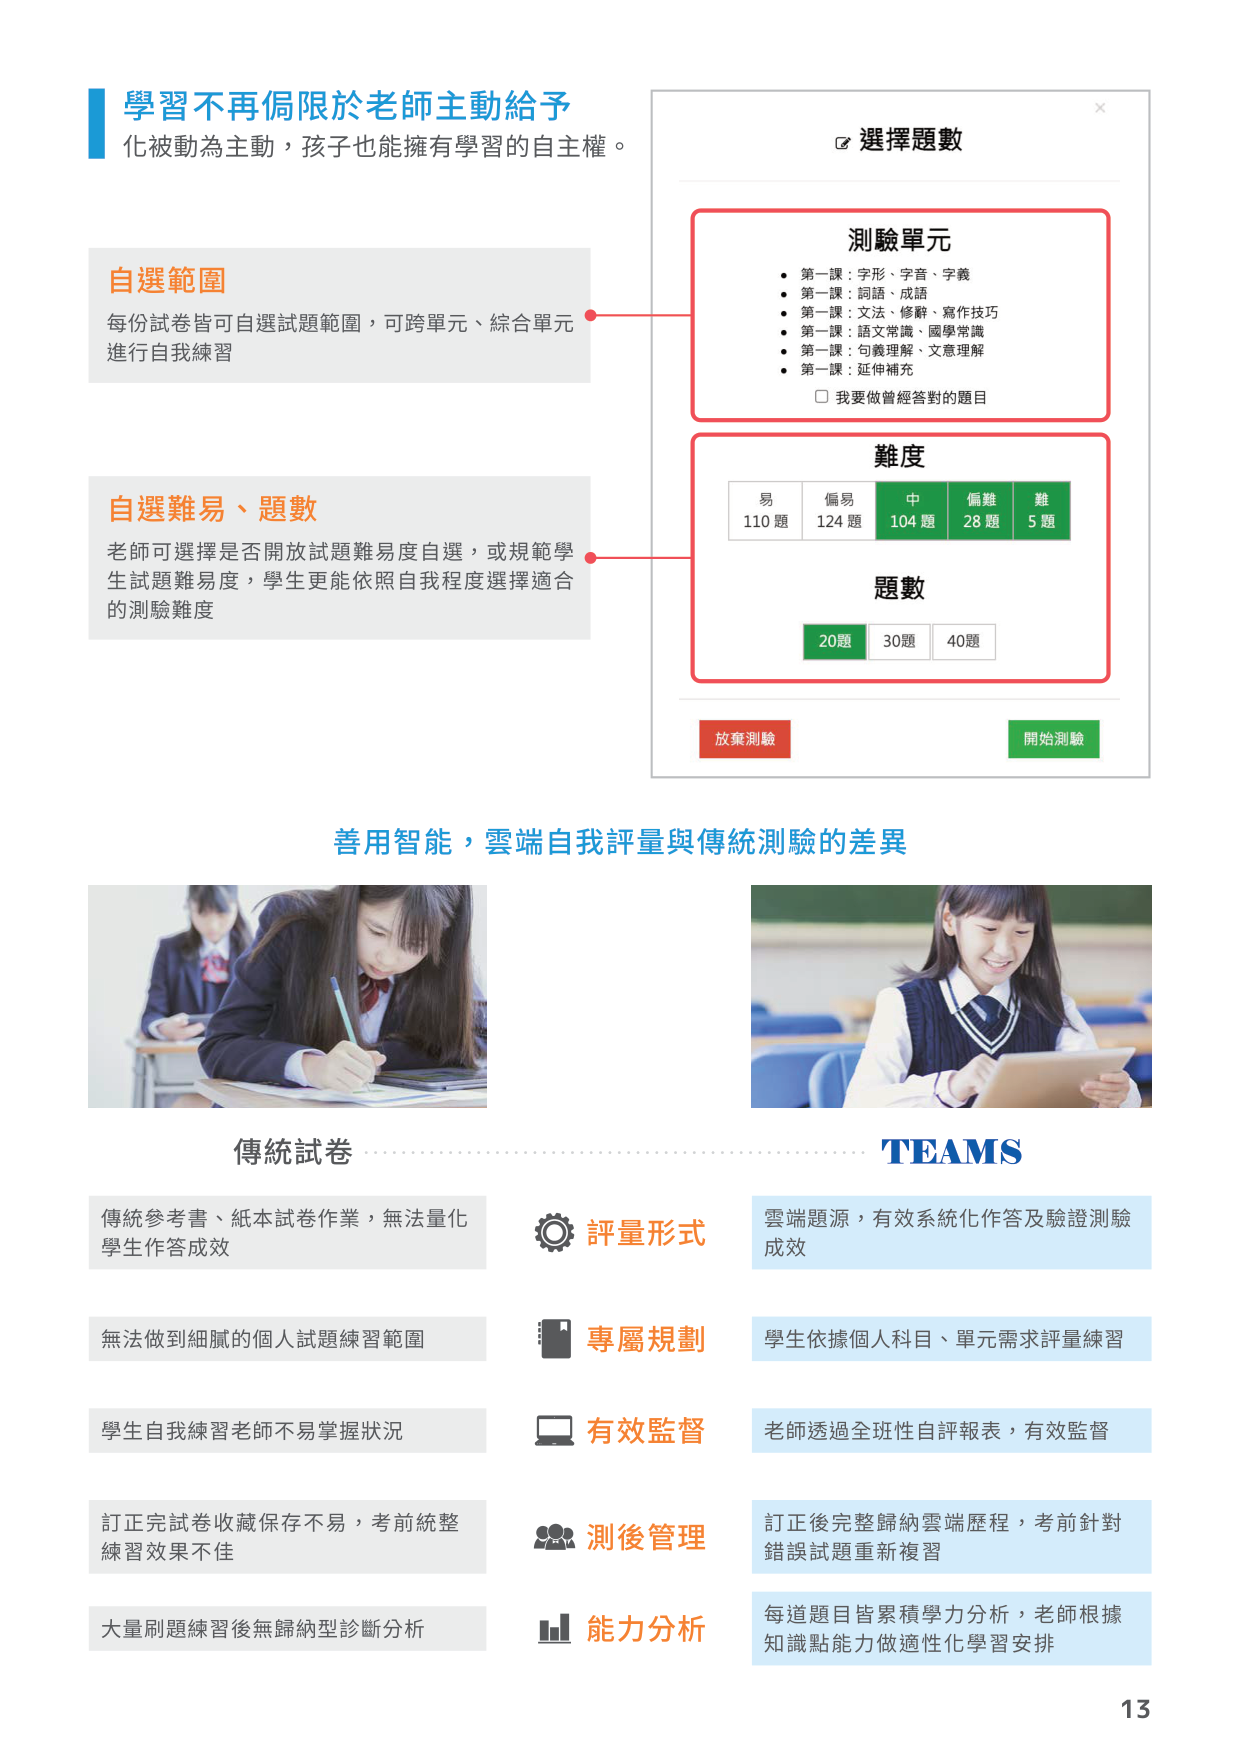 學習不再侷限於老師主動給予
化被動為主動，孩子也能擁有學習的自主權。
自選範圍
每份試卷皆可自選試題範圍，可跨單元、綜合單元
進行自我練習
自選難易、題數
老師可選擇是否開放試題難易度自選，或規範學
生試題難易度，學生更能依照自我程度選擇適合
的測驗難度
×
選擇題數
測驗單元
• 第一課：字形、字音、字義
• 第一課：詞語、成語
• 第一課：文法、修辭、寫作技巧
• 第一課：語文常識、國學常識
• 第一課：句義理解、文意理解
• 第一課：延伸補充
我要做曾經答對的題目
難度
易 偏易 中 偏難 難
110 題 124 題 104 題 28 題 5 題
題數
20題 30題 40題
放棄測驗 開始測驗
善用智能，雲端自我評量與傳統測驗的差異
傳統試卷 TEAMS
傳統參考書、紙本試卷作業，無法量化
學生作答成效
評量形式
雲端題源，有效系統化作答及驗證測驗
成效
無法做到細膩的個人試題練習範圍
專屬規劃
學生依據個人科目、單元需求評量練習
學生自我練習老師不易掌握狀況
有效監督
老師透過全班性自評報表，有效監督
訂正完試卷收藏保存不易，考前統整
練習效果不佳
測後管理
訂正後完整歸納雲端歷程，考前針對
錯誤試題重新複習
大量刷題練習後無歸納型診斷分析
能力分析
每道題目皆累積學力分析，老師根據
知識點能力做適性化學習安排
13